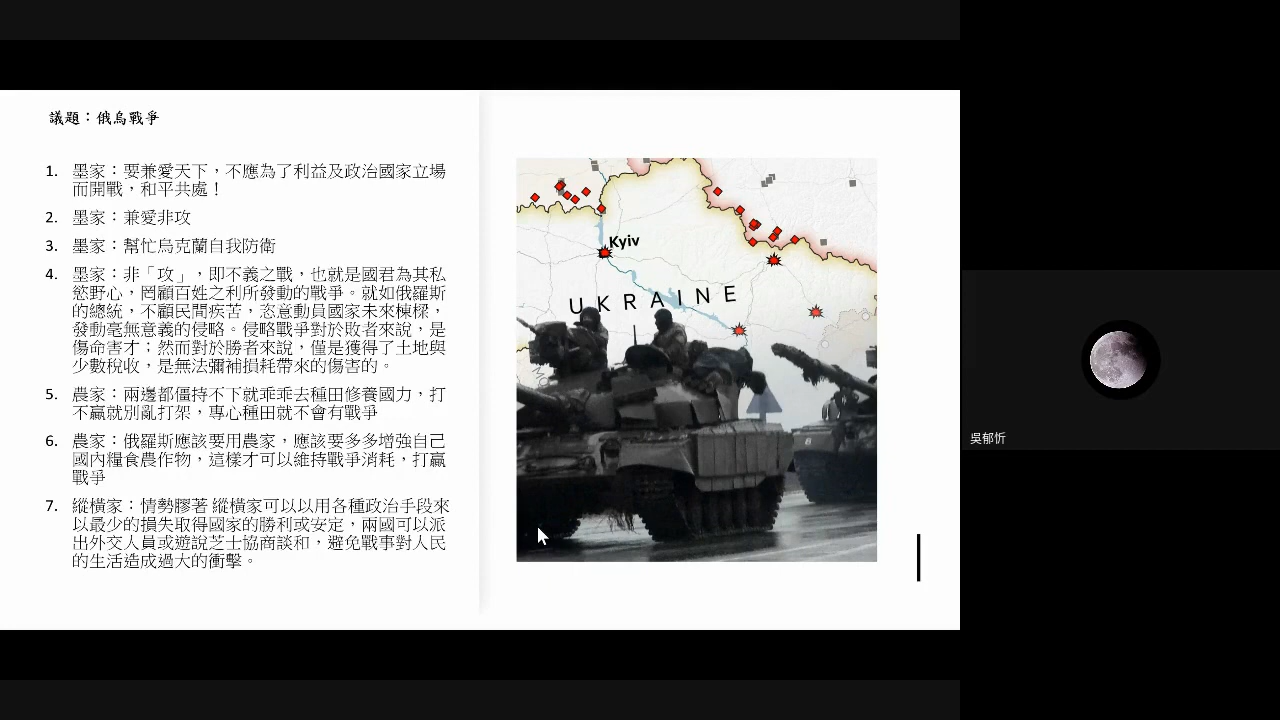 議題：俄烏戰爭
1. 墨家：要兼愛天下，不應為了利益及政治國家立場
而開戰，和平共處！
2. 墨家：兼愛非攻
3. 墨家：幫忙烏克蘭自我防衛
4. 墨家：非「攻」，即不義之戰，也就是國君為其私
慾野心，罔顧百姓之利所發動的戰爭。就如俄羅斯
的總統，不顧民間疾苦，恣意動員國家未來棟樑，
發動毫無意義的侵略。侵略戰爭對於敗者來說，是
傷命害才；然而對於勝者來說，僅是獲得了土地與
少數稅收，是無法彌補損耗帶來的傷害的。
5. 農家：兩邊都僵持不下就乖乖去種田修養國力，打
不贏就別亂打架，專心種田就不會有戰爭
6. 農家：俄羅斯應該要用農家，應該要多多增強自己
國內糧食農作物，這樣才可以維持戰爭消耗，打贏
戰爭
7. 縱橫家：情勢膠著 縱橫家可以以用各種政治手段來
以最少的損失取得國家的勝利或安定，兩國可以派
出外交人員或遊說芝士協商談和，避免戰事對人民
的生活造成過大的衝擊。
Kyiv
UKRAINE
吳郁忻